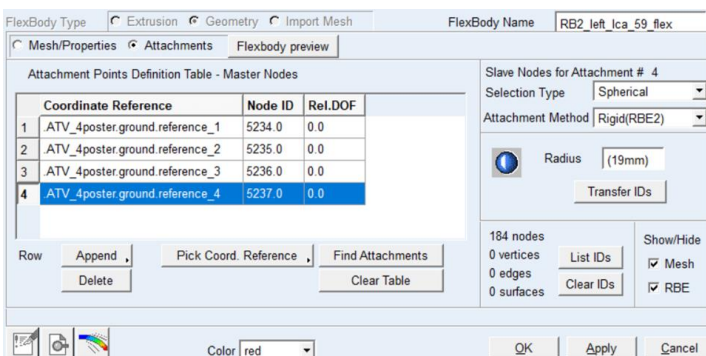 FlexBody Type Extrusion Geometry Import Mesh FlexBody Name RB2_left_lca_59_flex
Mesh/Properties Attachments Flexbody preview
Attachment Points Definition Table - Master Nodes
Coordinate Reference Node ID Rel.DOF
1 .ATV_4poster.ground.reference_1 5234.0 0.0
2 .ATV_4poster.ground.reference_2 5235.0 0.0
3 .ATV_4poster.ground.reference_3 5236.0 0.0
4 .ATV_4poster.ground.reference_4 5237.0 0.0
Row Append Pick Coord. Reference Find Attachments
Delete Clear Table
Slave Nodes for Attachment # 4
Selection Type Spherical
Attachment Method Rigid(RBE2)
Radius (19mm)
Transfer IDs
184 nodes
0 vertices
0 edges
0 surfaces
List IDs
Clear IDs
Show/Hide
Mesh
RBE
Color red OK Apply Cancel